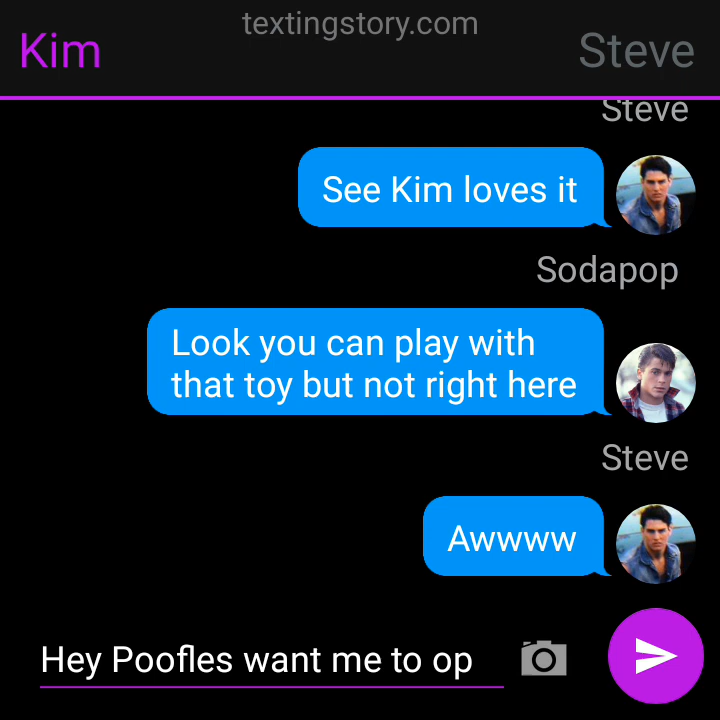 textingstory.com
Kim
Steve
Steve
See Kim loves it
Sodapop
Look you can play with
that toy but not right here
Steve
Awwww
Hey Poofles want me to op